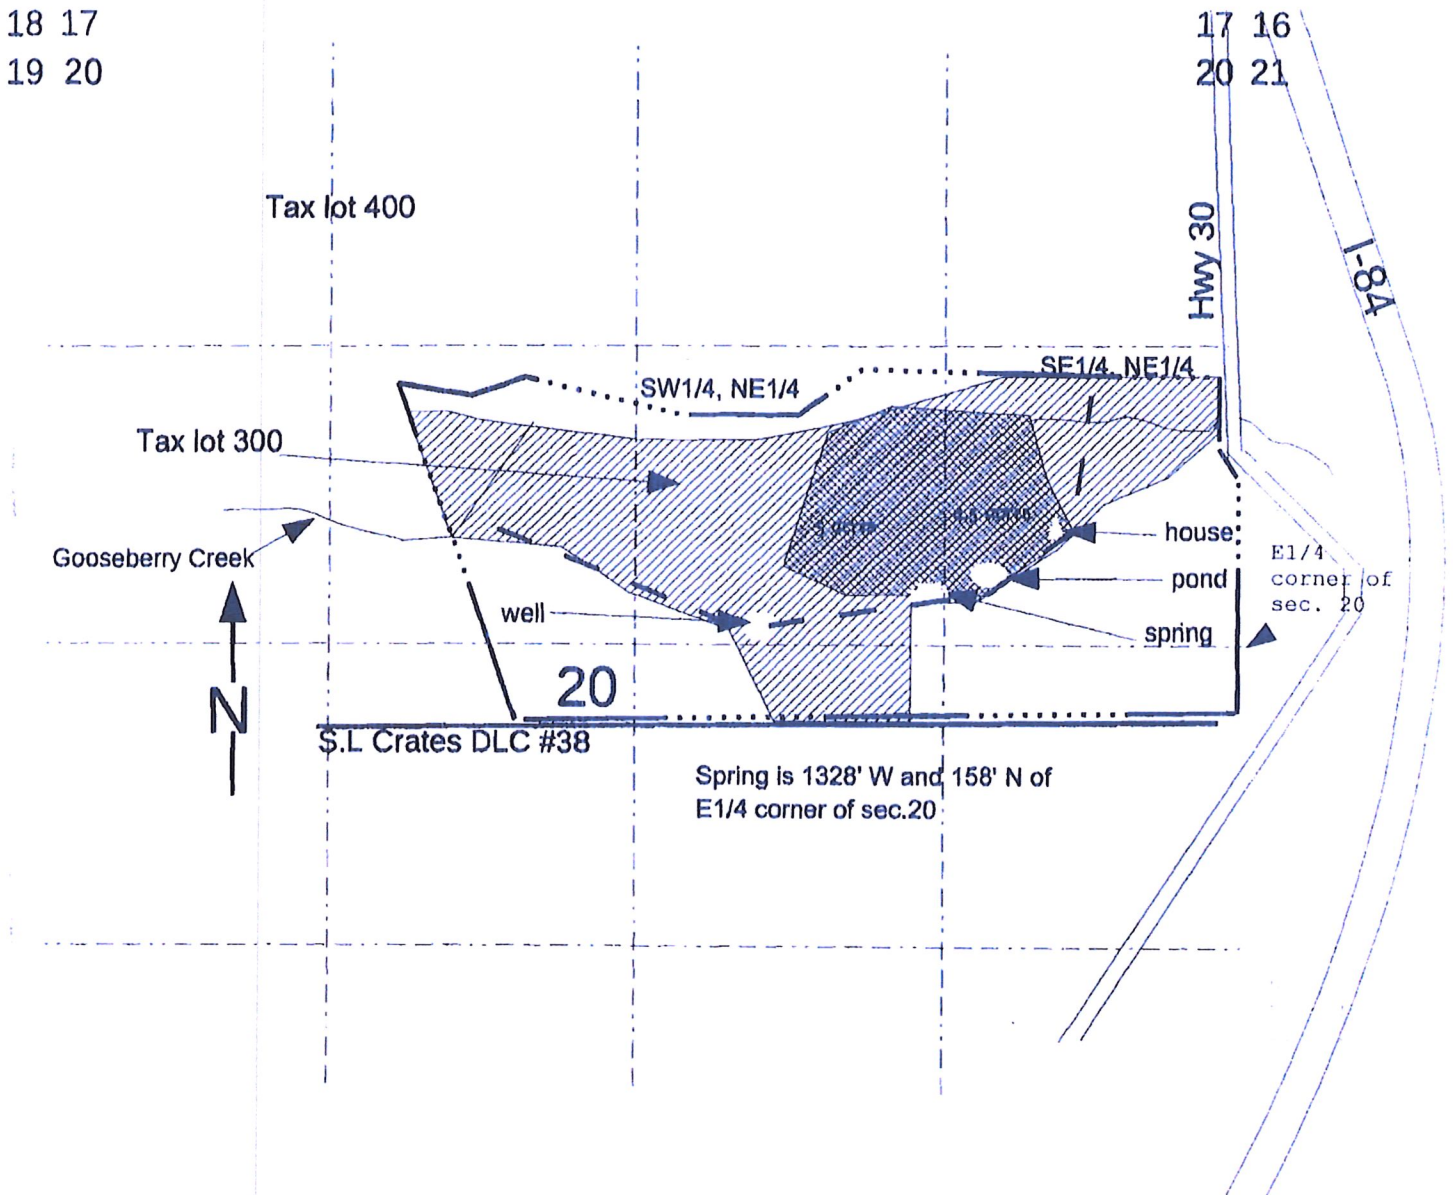 18 17
19 20
17 16
20 21
Tax lot 400
Hwy 30
I-84
SW1/4, NE1/4
SE1/4, NE1/4
Tax lot 300
Gooseberry Creek
house
E1/4
corner of
sec. 20
pond
well
spring
20
N
S.L Crates DLC #38
Spring is 1328' W and 158' N of
E1/4 corner of sec.20